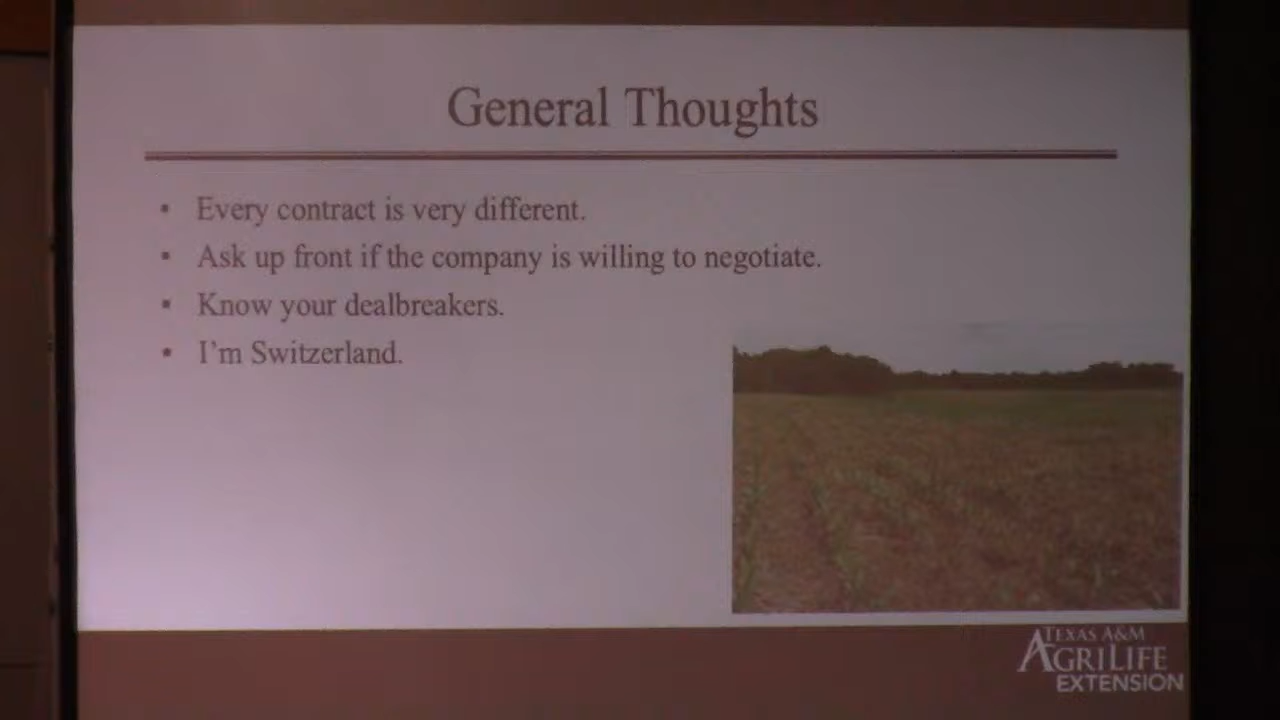 General Thoughts
• Every contract is very different.
• Ask up front if the company is willing to negotiate.
• Know your dealbreakers.
• I'm Switzerland.
TEXAS A&M
AGRILIFE
EXTENSION